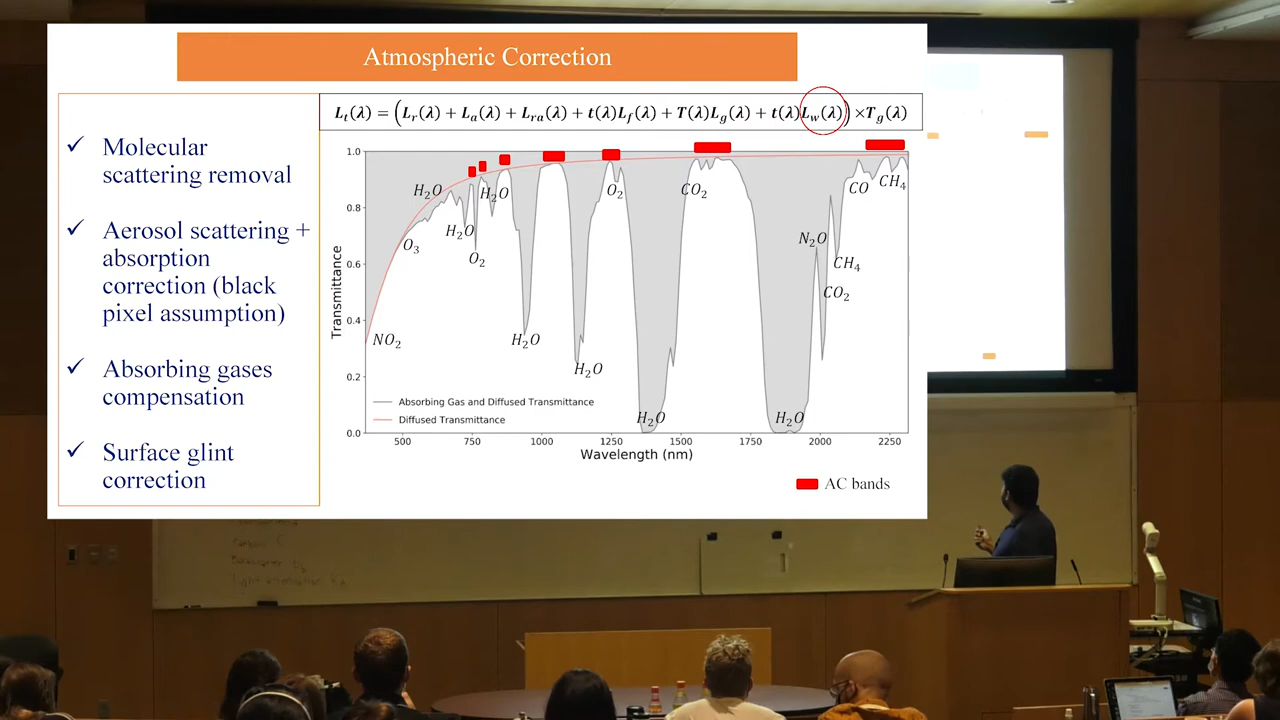 Atmospheric Correction
✓ Molecular
scattering removal
✓ Aerosol scattering +
absorption
correction (black
pixel assumption)
✓ Absorbing gases
compensation
✓ Surface glint
correction
L_t(λ) = (L_r(λ) + L_a(λ) + L_ra(λ) + t(λ)L_f(λ) + T(λ)L_g(λ) + t(λ)L_w(λ)) ×T_g(λ)
Transmittance
1.0
0.8
0.6
0.4
0.2
0.0
H₂O
H₂O
O₂
CO₂
CO
CH₄
O₃
H₂O
O₂
N₂O
CH₄
CO₂
NO₂
H₂O
H₂O
H₂O
H₂O
Absorbing Gas and Diffused Transmittance
Diffused Transmittance
500 750 1000 1250 1500 1750 2000 2250
Wavelength (nm)
AC bands